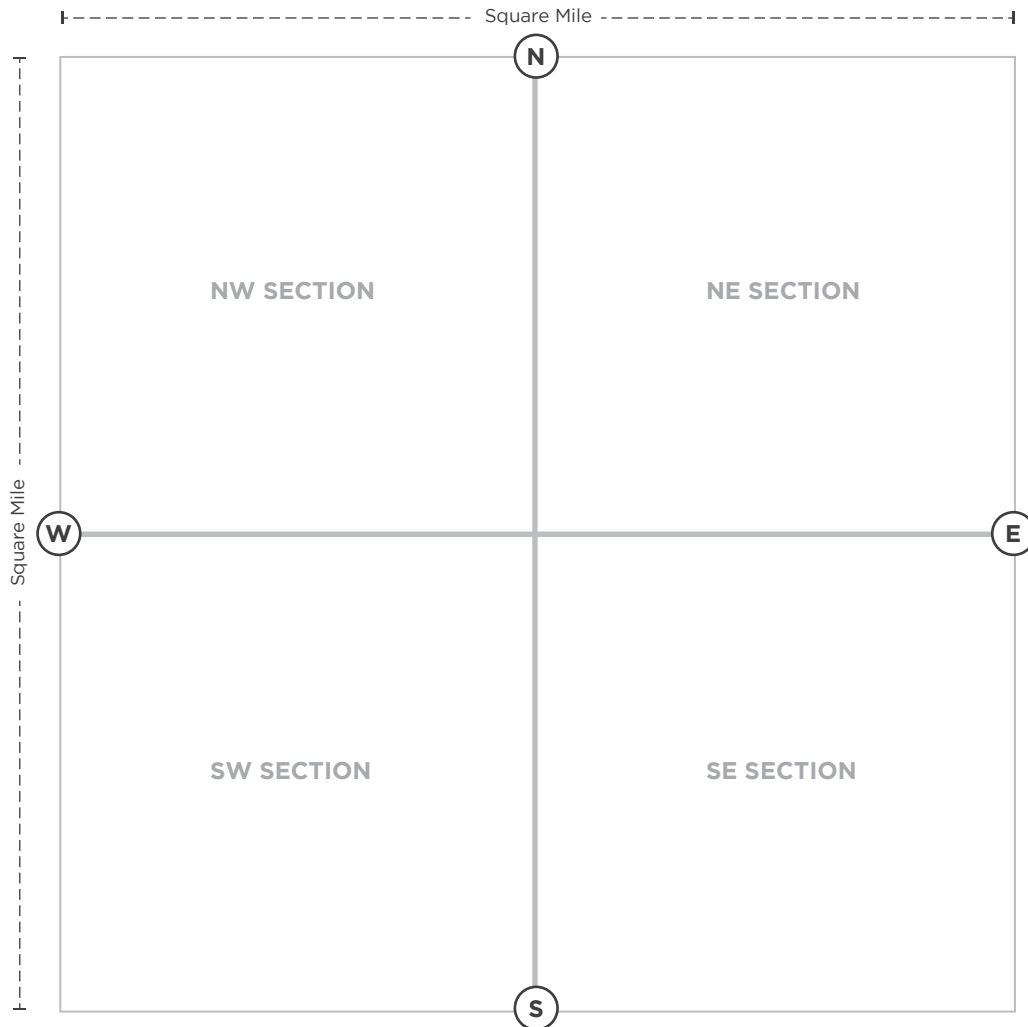 Square Mile
N
NW SECTION
NE SECTION
Square Mile
W
E
SW SECTION
SE SECTION
S